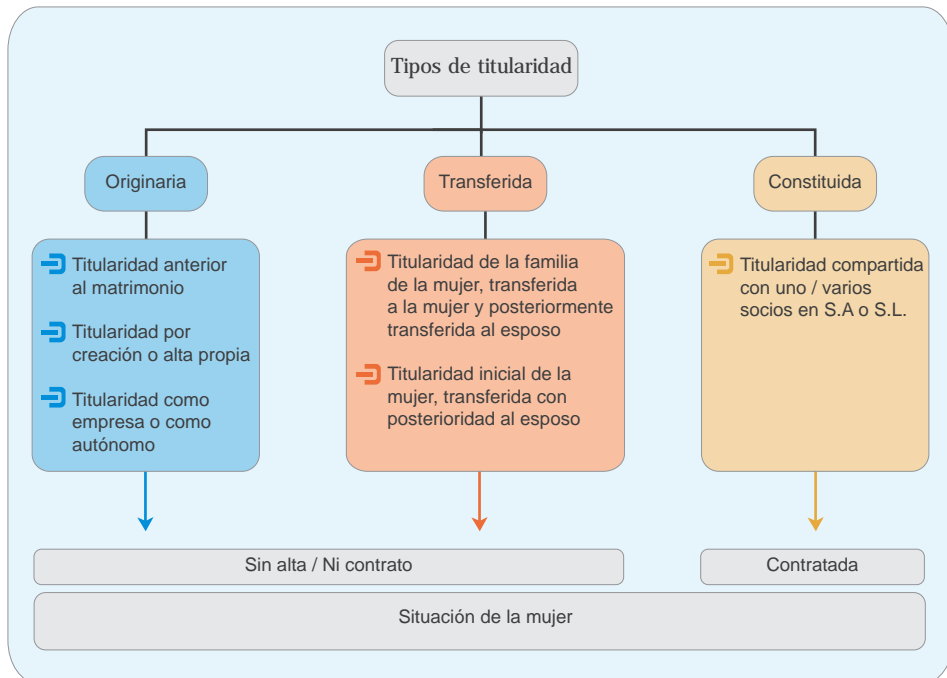 Tipos de titularidad
Originaria
Transferida
Constituida
Titularidad anterior
al matrimonio
Titularidad por
creación o alta propia
Titularidad como
empresa o como
autónomo
Titularidad de la familia
de la mujer, transferida
a la mujer y posteriormente
transferida al esposo
Titularidad inicial de la
mujer, transferida con
posterioridad al esposo
Titularidad compartida
con uno / varios
socios en S.A o S.L.
Sin alta / Ni contrato
Contratada
Situación de la mujer